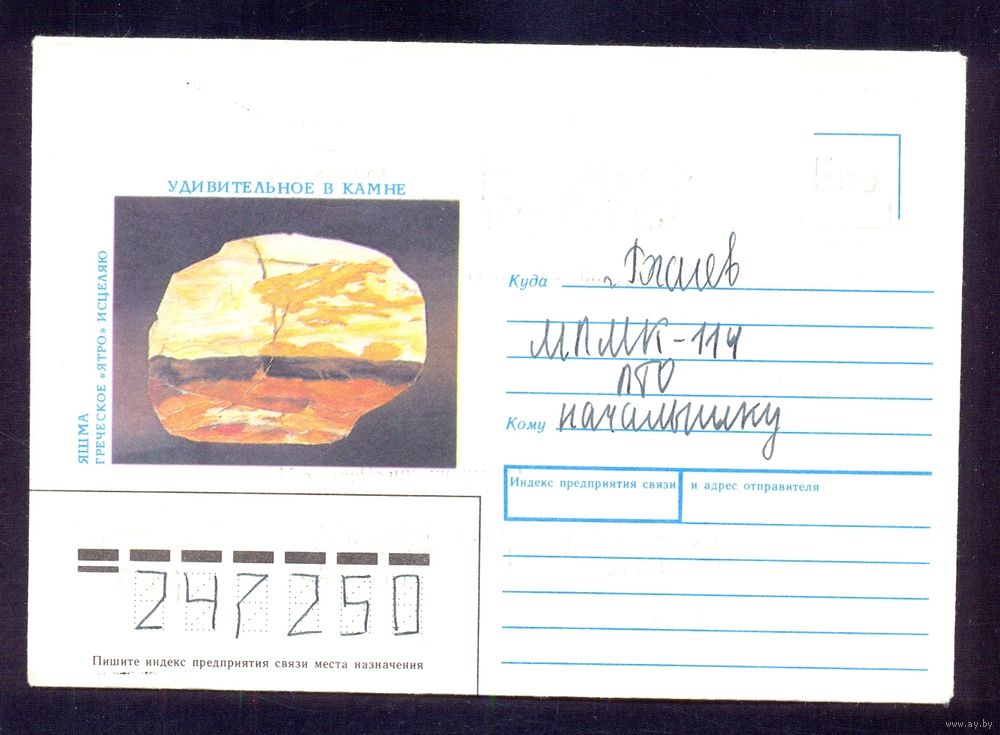 УДИВИТЕЛЬНОЕ В КАМНЕ
ЯШМА
ГРЕЧЕСКОЕ «ЯТРО» ИСЦЕЛЯЮ
Куда г. Рогачев
МПМК-114
ПТО
Кому начальнику
Индекс предприятия связи и адрес отправителя
247250
Пишите индекс предприятия связи места назначения
www.ay.by